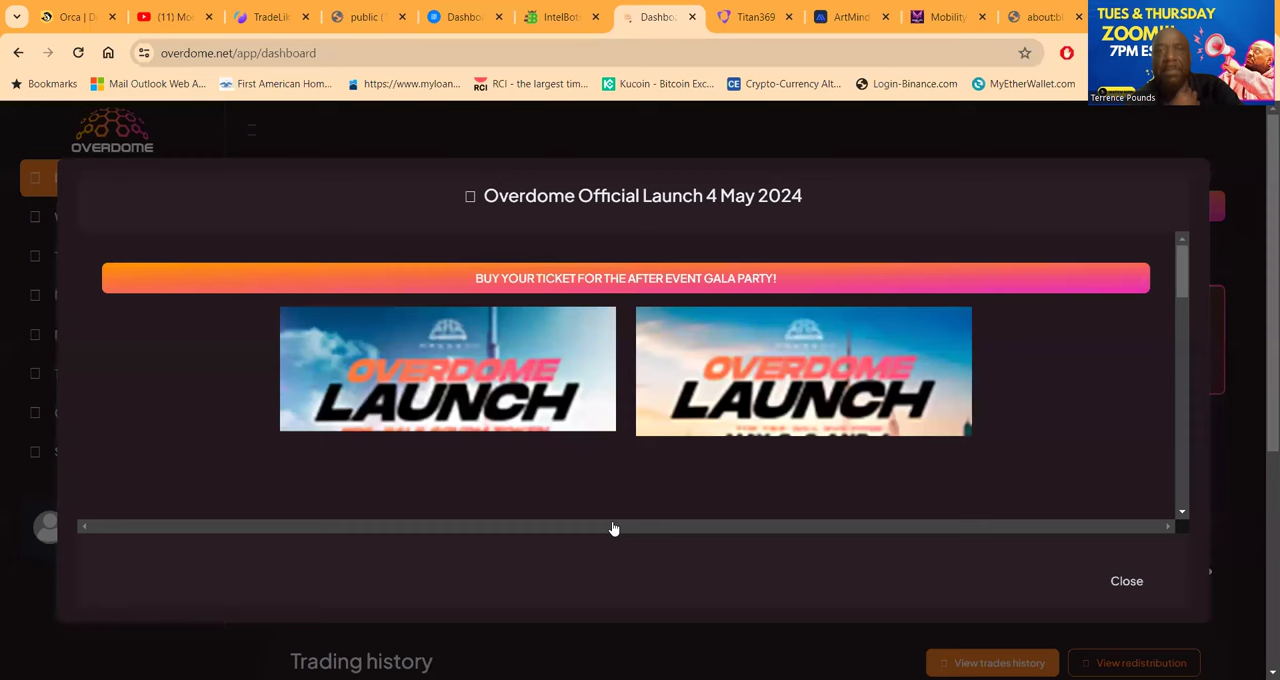 Orca | D
(11) Mo
TradeLik
public (
Dashbo
IntelBot
Dashbo
Titan369
ArtMind
Mobility
about:bl
overdome.net/app/dashboard
Bookmarks
Mail Outlook Web A...
First American Hom...
https://www.myloan...
RCI - the largest tim...
Kucoin - Bitcoin Exc...
Crypto-Currency Alt...
Login-Binance.com
MyEtherWallet.com
TUES & THURSDAY
ZOOM
7PM ES
Terrence Pounds
OVERDOME
Overdome Official Launch 4 May 2024
BUY YOUR TICKET FOR THE AFTER EVENT GALA PARTY!
OVERDOME
LAUNCH
OVERDOME
LAUNCH
Close
Trading history
View trades history
View redistribution